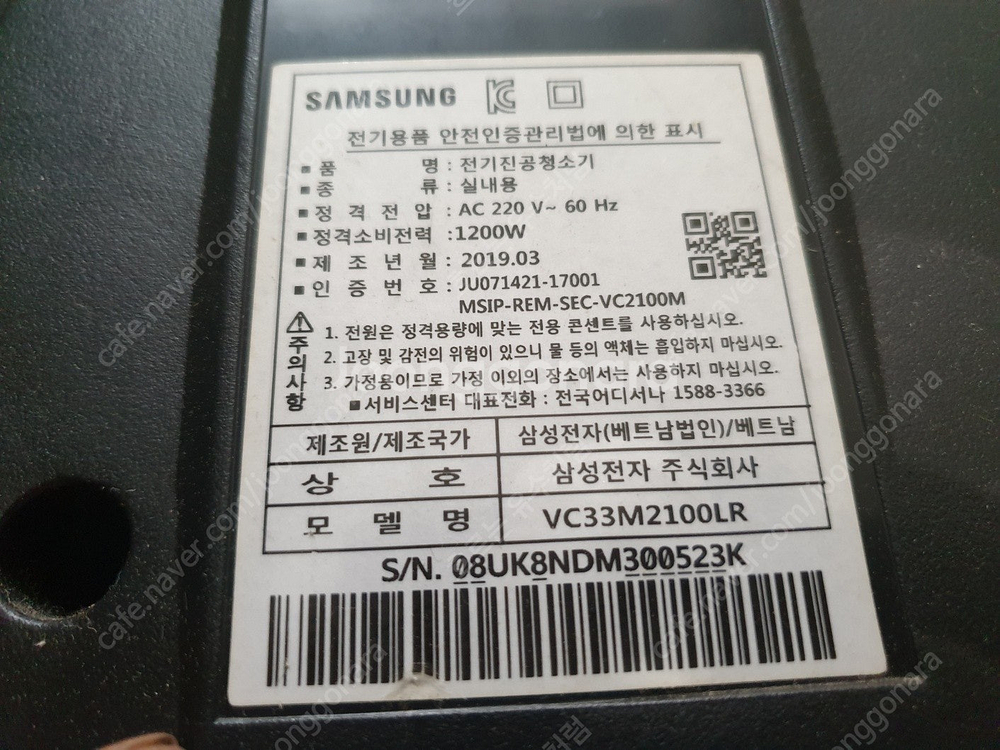 SAMSUNG
전기용품 안전인증관리법에 의한 표시
■ 품 명 : 전기진공청소기
■ 종 류 : 실내용
■ 정 격 전 압 : AC 220 V~ 60 Hz
■ 정격소비전력 : 1200W
■ 제 조 년 월 : 2019.03
■ 인 증 번 호 : JU071421-17001
MSIP-REM-SEC-VC2100M
주의사항
1. 전원은 정격용량에 맞는 전용 콘센트를 사용하십시오.
2. 고장 및 감전의 위험이 있으니 물 등의 액체는 흡입하지 마십시오.
3. 가정용이므로 가정 이외의 장소에서는 사용하지 마십시오.
■ 서비스센터 대표전화 : 전국어디서나 1588-3366
제조원/제조국가 삼성전자(베트남법인)/베트남
상 호 삼성전자 주식회사
모 델 명 VC33M2100LR
S/N. 08UK8NDM300523K
cafe.naver.com/joonggonara